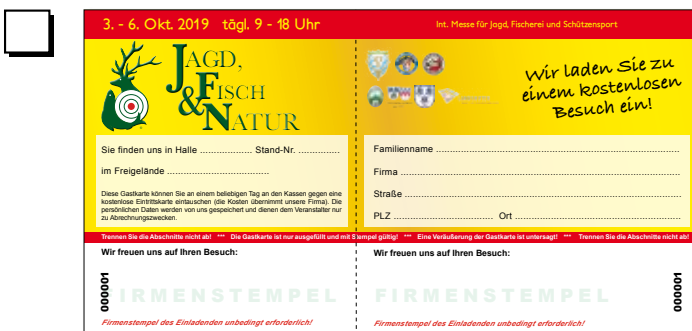 3. - 6. Okt. 2019 tägl. 9 - 18 Uhr
Int. Messe für Jagd, Fischerei und Schützensport
JAGD,
FISCH
&NATUR
Wir laden Sie zu
einem kostenlosen
Besuch ein!
Sie finden uns in Halle .................. Stand-Nr. ..............
im Freigelände ....................................
Diese Gastkarte können Sie an einem beliebigen Tag an den Kassen gegen eine
kostenlose Eintrittskarte eintauschen (die Kosten übernimmt unsere Firma). Die
persönlichen Daten werden von uns gespeichert und dienen dem Veranstalter nur
zu Abrechnungszwecken.
Familienname ....................................................................................
Firma ....................................................................................
Straße ....................................................................................
PLZ .................................. Ort ....................................................
Trennen Sie die Abschnitte nicht ab! *** Die Gastkarte ist nur ausgefüllt und mit Stempel gültig! *** Eine Veräußerung der Gastkarte ist untersagt! *** Trennen Sie die Abschnitte nicht ab!
Wir freuen uns auf Ihren Besuch:
0000001
FIRMENSTEMPEL
Firmenstempel des Einladenden unbedingt erforderlich!
Wir freuen uns auf Ihren Besuch:
FIRMENSTEMPEL
0000001
Firmenstempel des Einladenden unbedingt erforderlich!